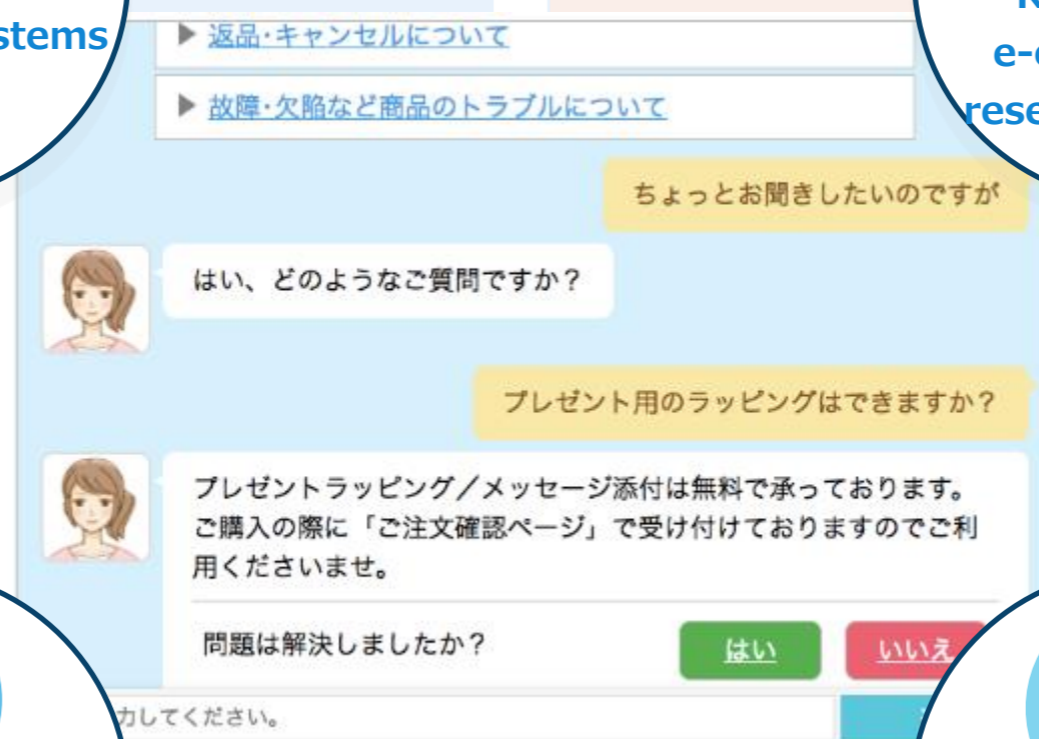 stems
e-
rese
▶ 返品・キャンセルについて
▶ 故障・欠陥など商品のトラブルについて
ちょっとお聞きしたいのですが
はい、どのようなご質問ですか？
プレゼント用のラッピングはできますか？
プレゼントラッピング／メッセージ添付は無料で承っております。
ご購入の際に「ご注文確認ページ」で受け付けておりますのでご利
用くださいませ。
問題は解決しましたか？ はい いいえ
力してください。